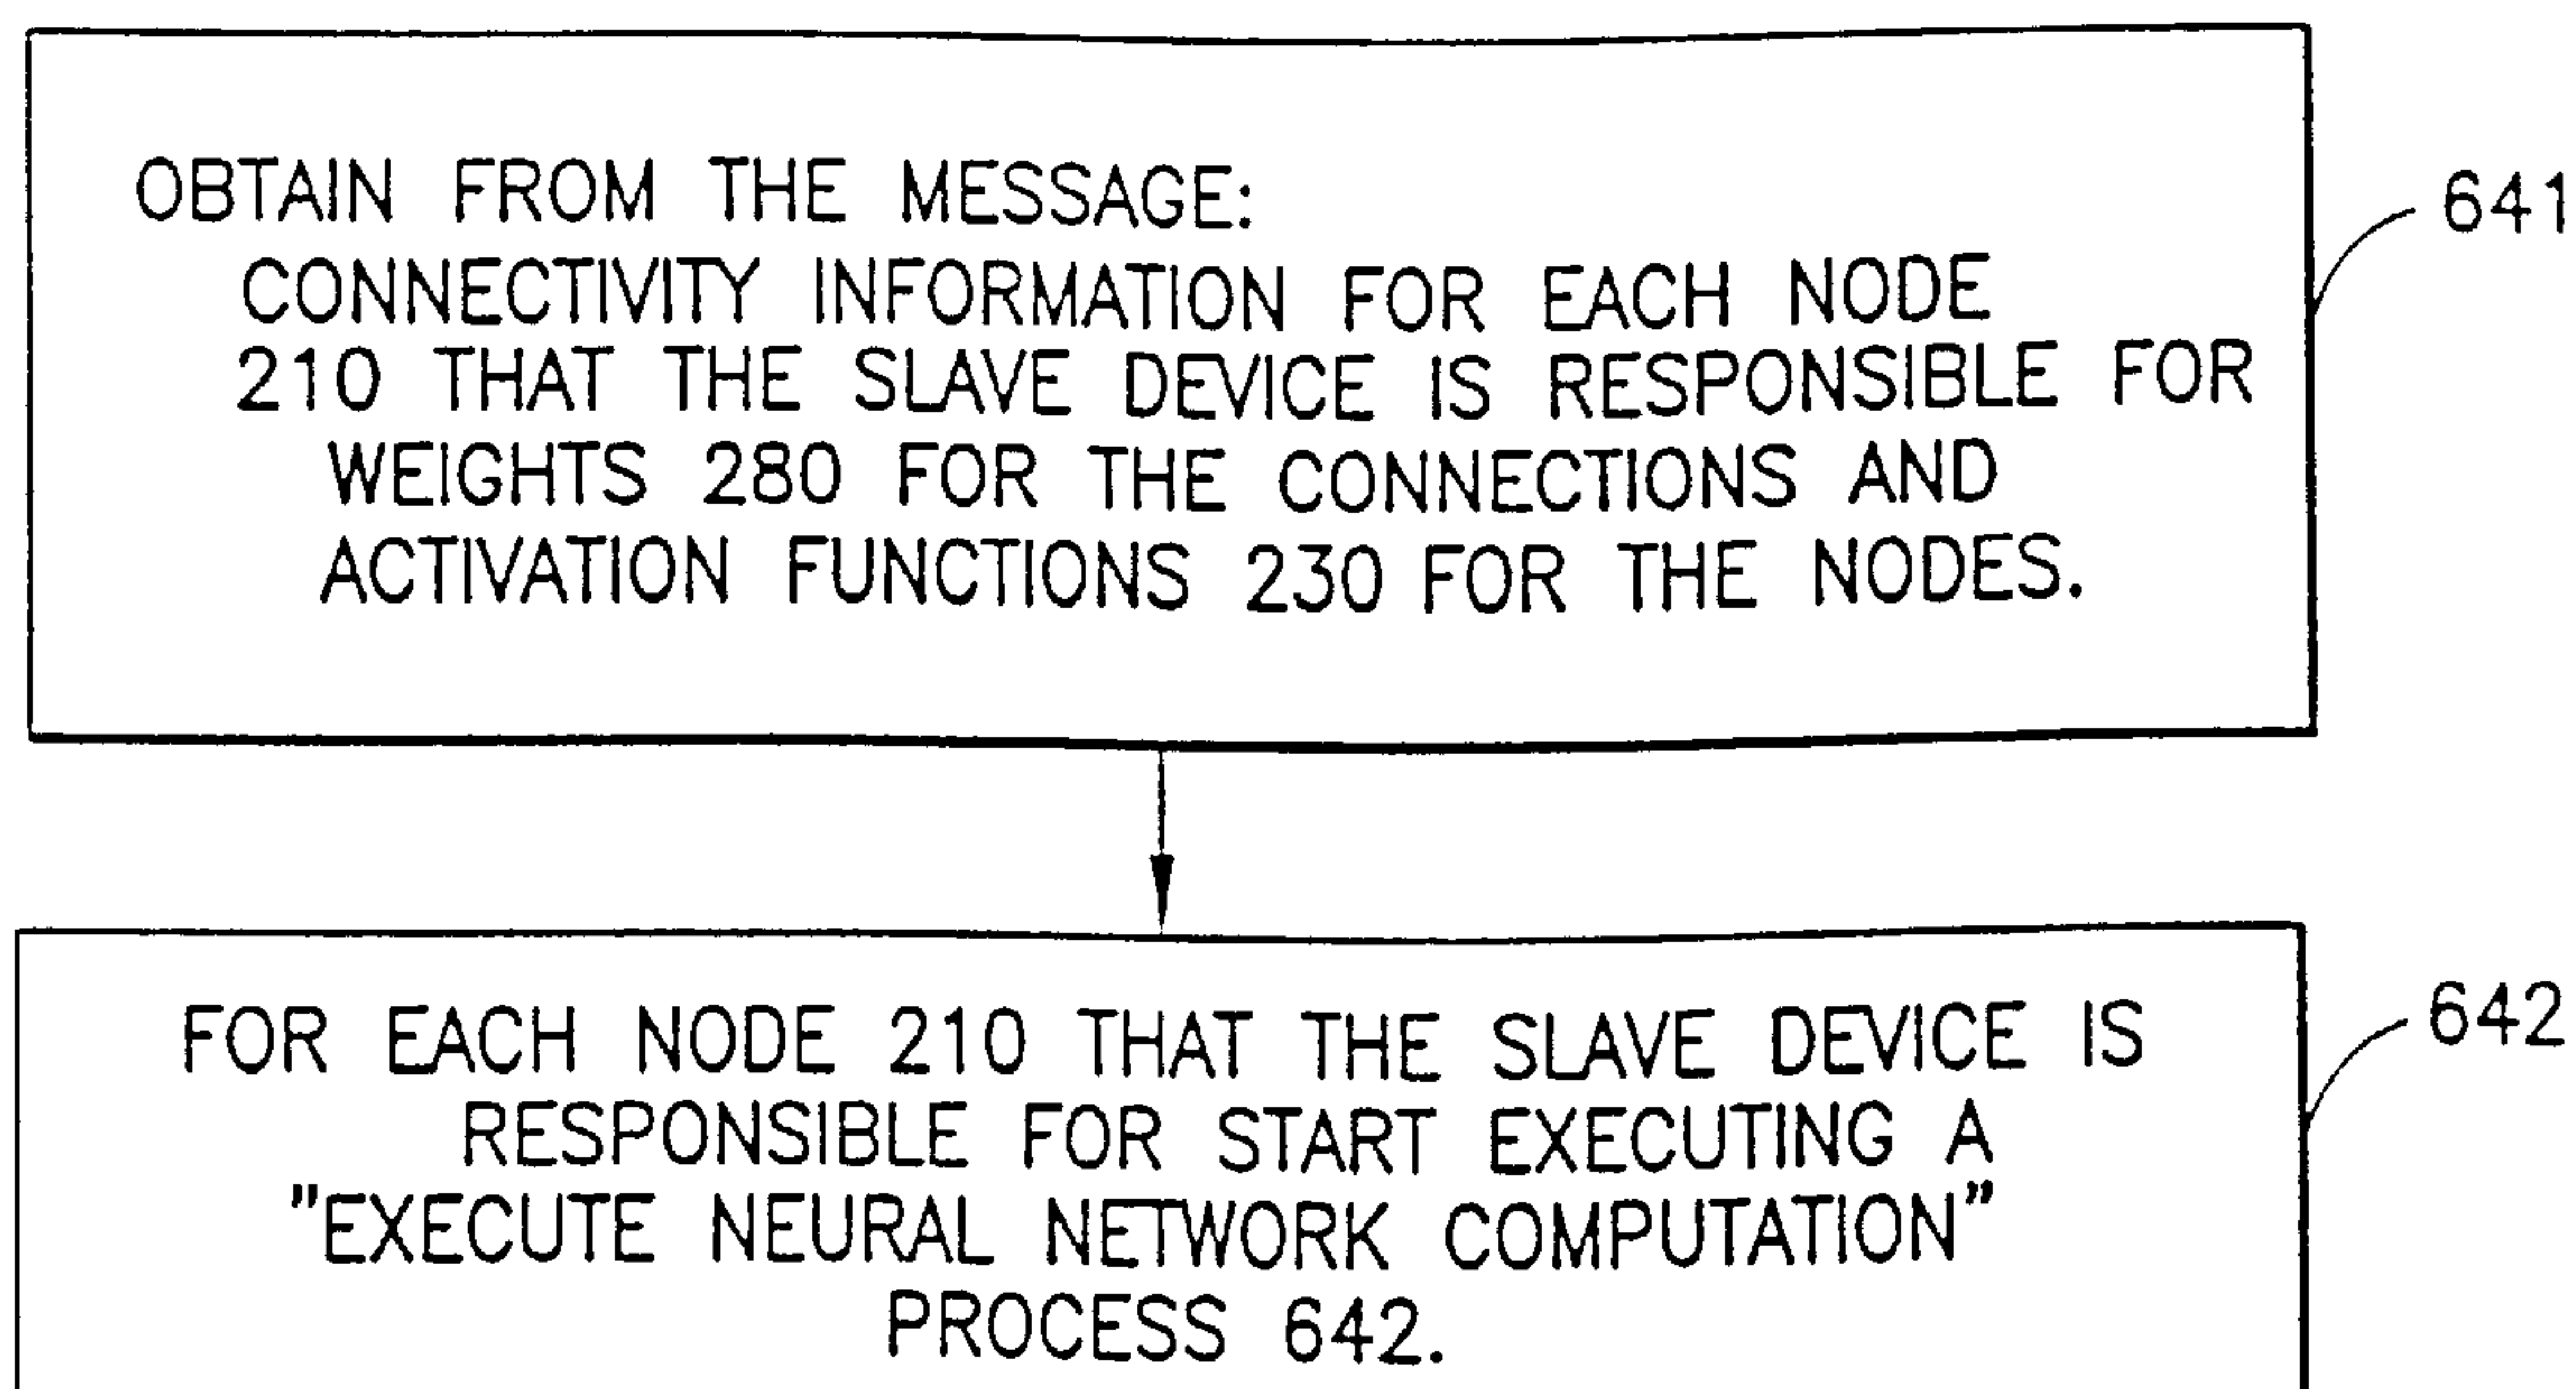 OBTAIN FROM THE MESSAGE:
CONNECTIVITY INFORMATION FOR EACH NODE
210 THAT THE SLAVE DEVICE IS RESPONSIBLE FOR
WEIGHTS 280 FOR THE CONNECTIONS AND
ACTIVATION FUNCTIONS 230 FOR THE NODES.
641
FOR EACH NODE 210 THAT THE SLAVE DEVICE IS
RESPONSIBLE FOR START EXECUTING A
"EXECUTE NEURAL NETWORK COMPUTATION"
PROCESS 642.
642